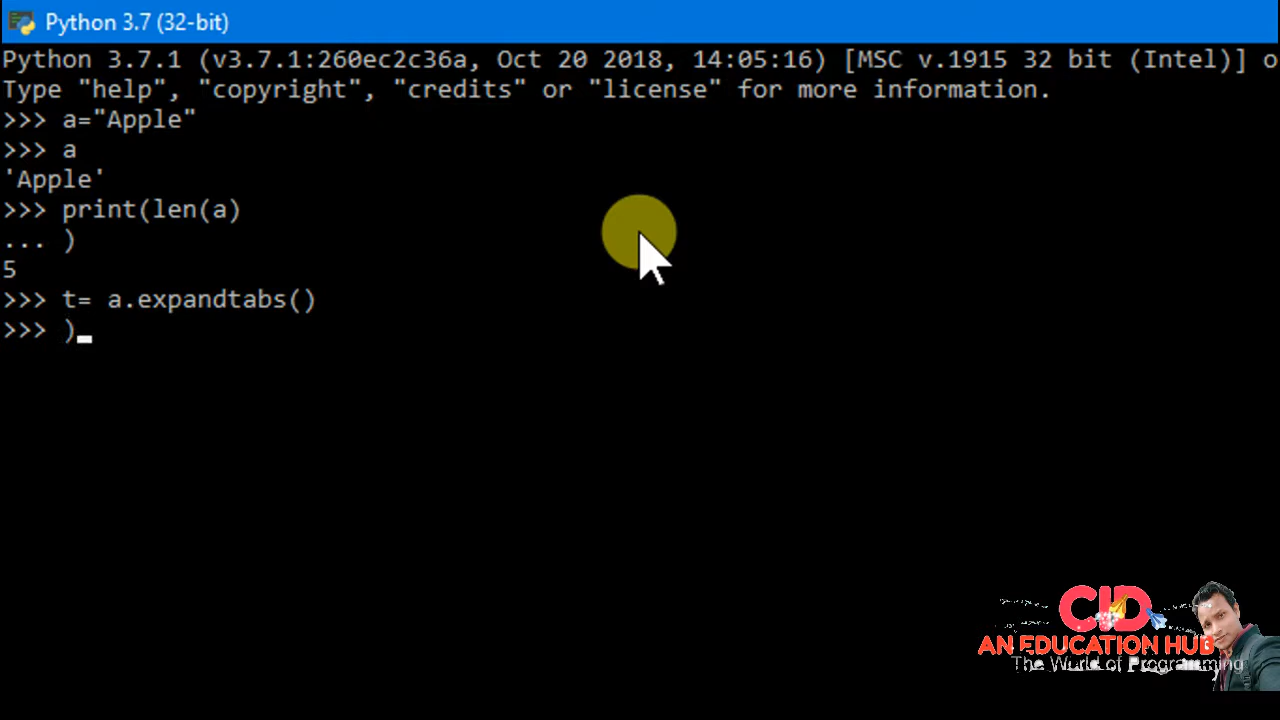 Python 3.7 (32-bit)
Python 3.7.1 (v3.7.1:260ec2c36a, Oct 20 2018, 14:05:16) [MSC v.1915 32 bit (Intel)] o
Type "help", "copyright", "credits" or "license" for more information.
>>> a="Apple"
>>> a
'Apple'
>>> print(len(a)
... )
5
>>> t= a.expandtabs()
>>> )
CID
AN EDUCATION HUB
The World of Programming